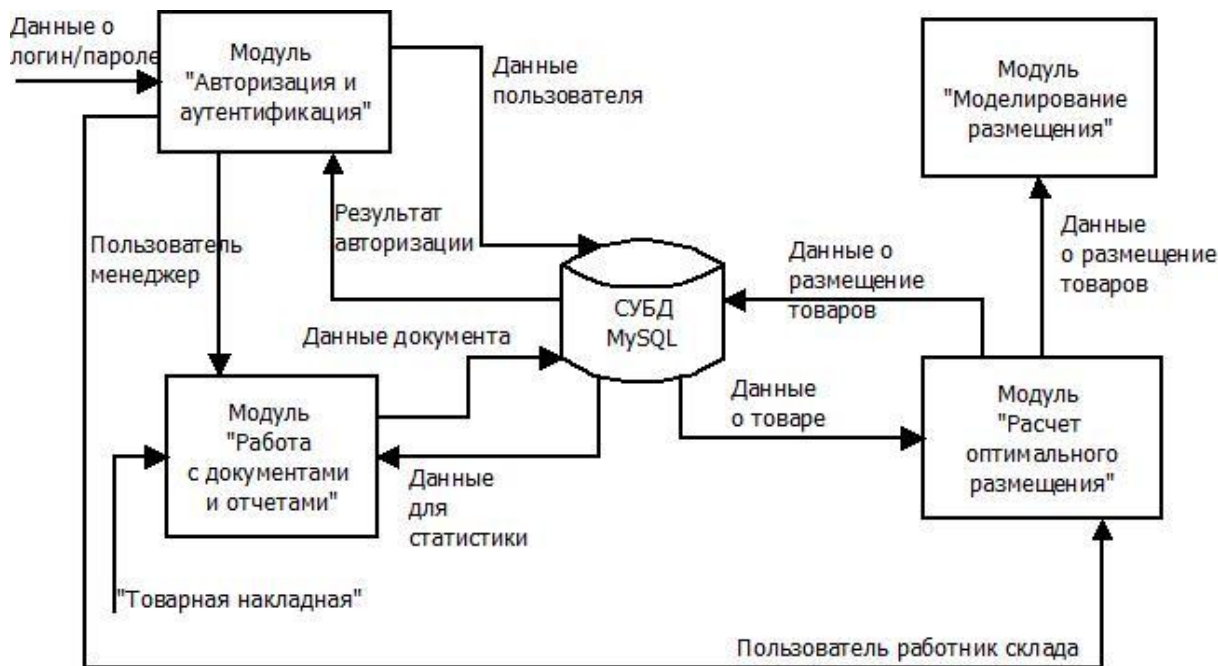 Данные о
логин/пароле
Модуль
"Авторизация и
аутентификация"
Данные
пользователя
Модуль
"Моделирование
размещения"
Результат
авторизации
Пользователь
менеджер
Данные о
размещение
товаров
Данные
о размещение
товаров
СУБД
MySQL
Данные документа
Модуль
"Работа
с документами
и отчетами"
Данные
для
статистики
Данные
о товаре
Модуль
"Расчет
оптимального
размещения"
"Товарная накладная"
Пользователь работник склада